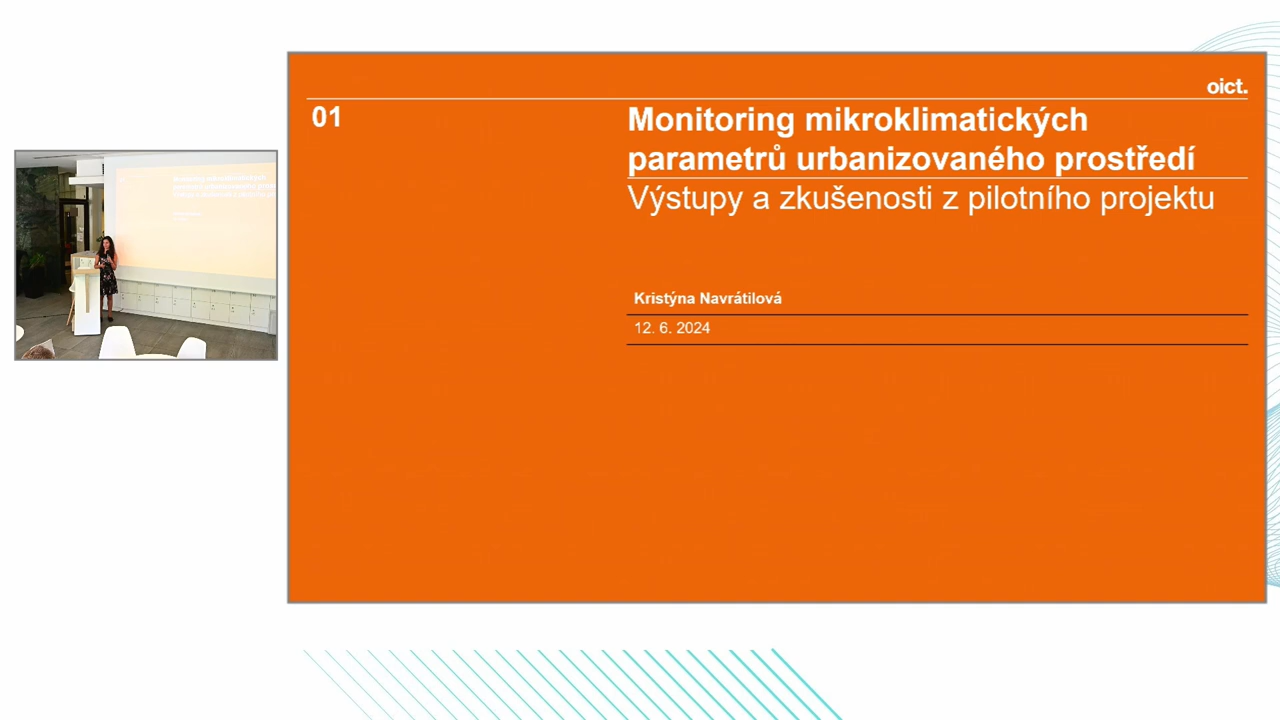 oict.
01
Monitoring mikroklimatických
parametrů urbanizovaného prostředí
Výstupy a zkušenosti z pilotního projektu
Kristýna Navrátilová
12. 6. 2024